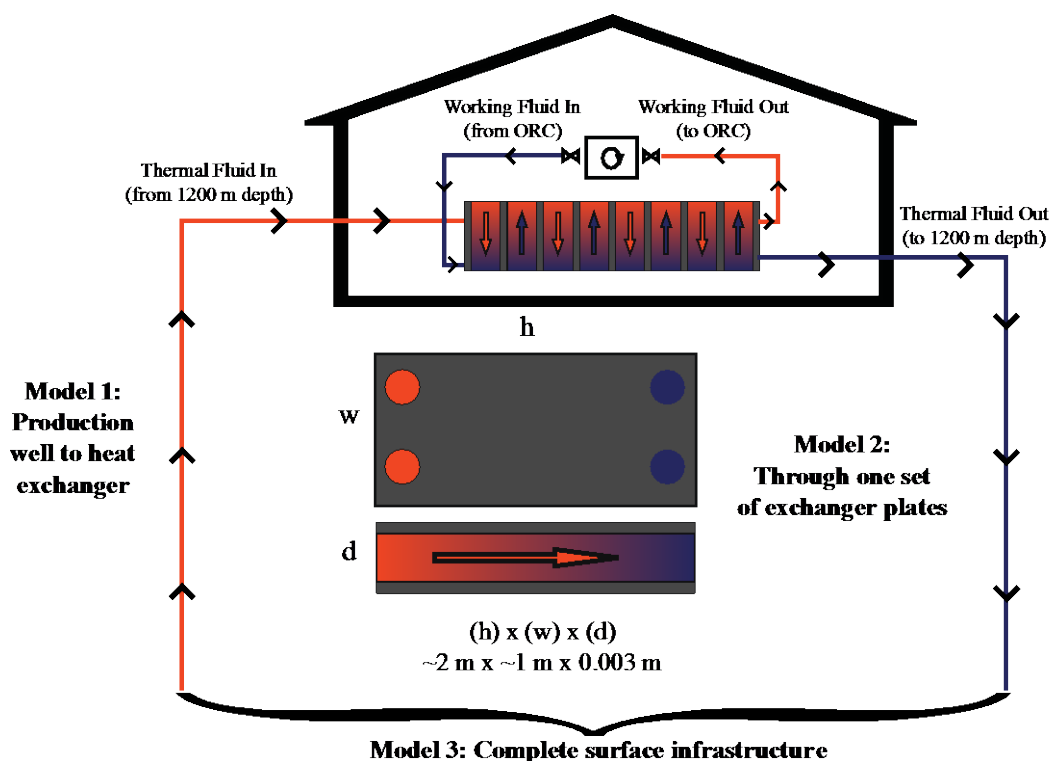 Working Fluid In
(from ORC)
Working Fluid Out
(to ORC)
Thermal Fluid In
(from 1200 m depth)
Thermal Fluid Out
(to 1200 m depth)
h
w
d
Model 1:
Production
well to heat
exchanger
Model 2:
Through one set
of exchanger plates
(h) x (w) x (d)
~2 m x ~1 m x 0.003 m
Model 3: Complete surface infrastructure